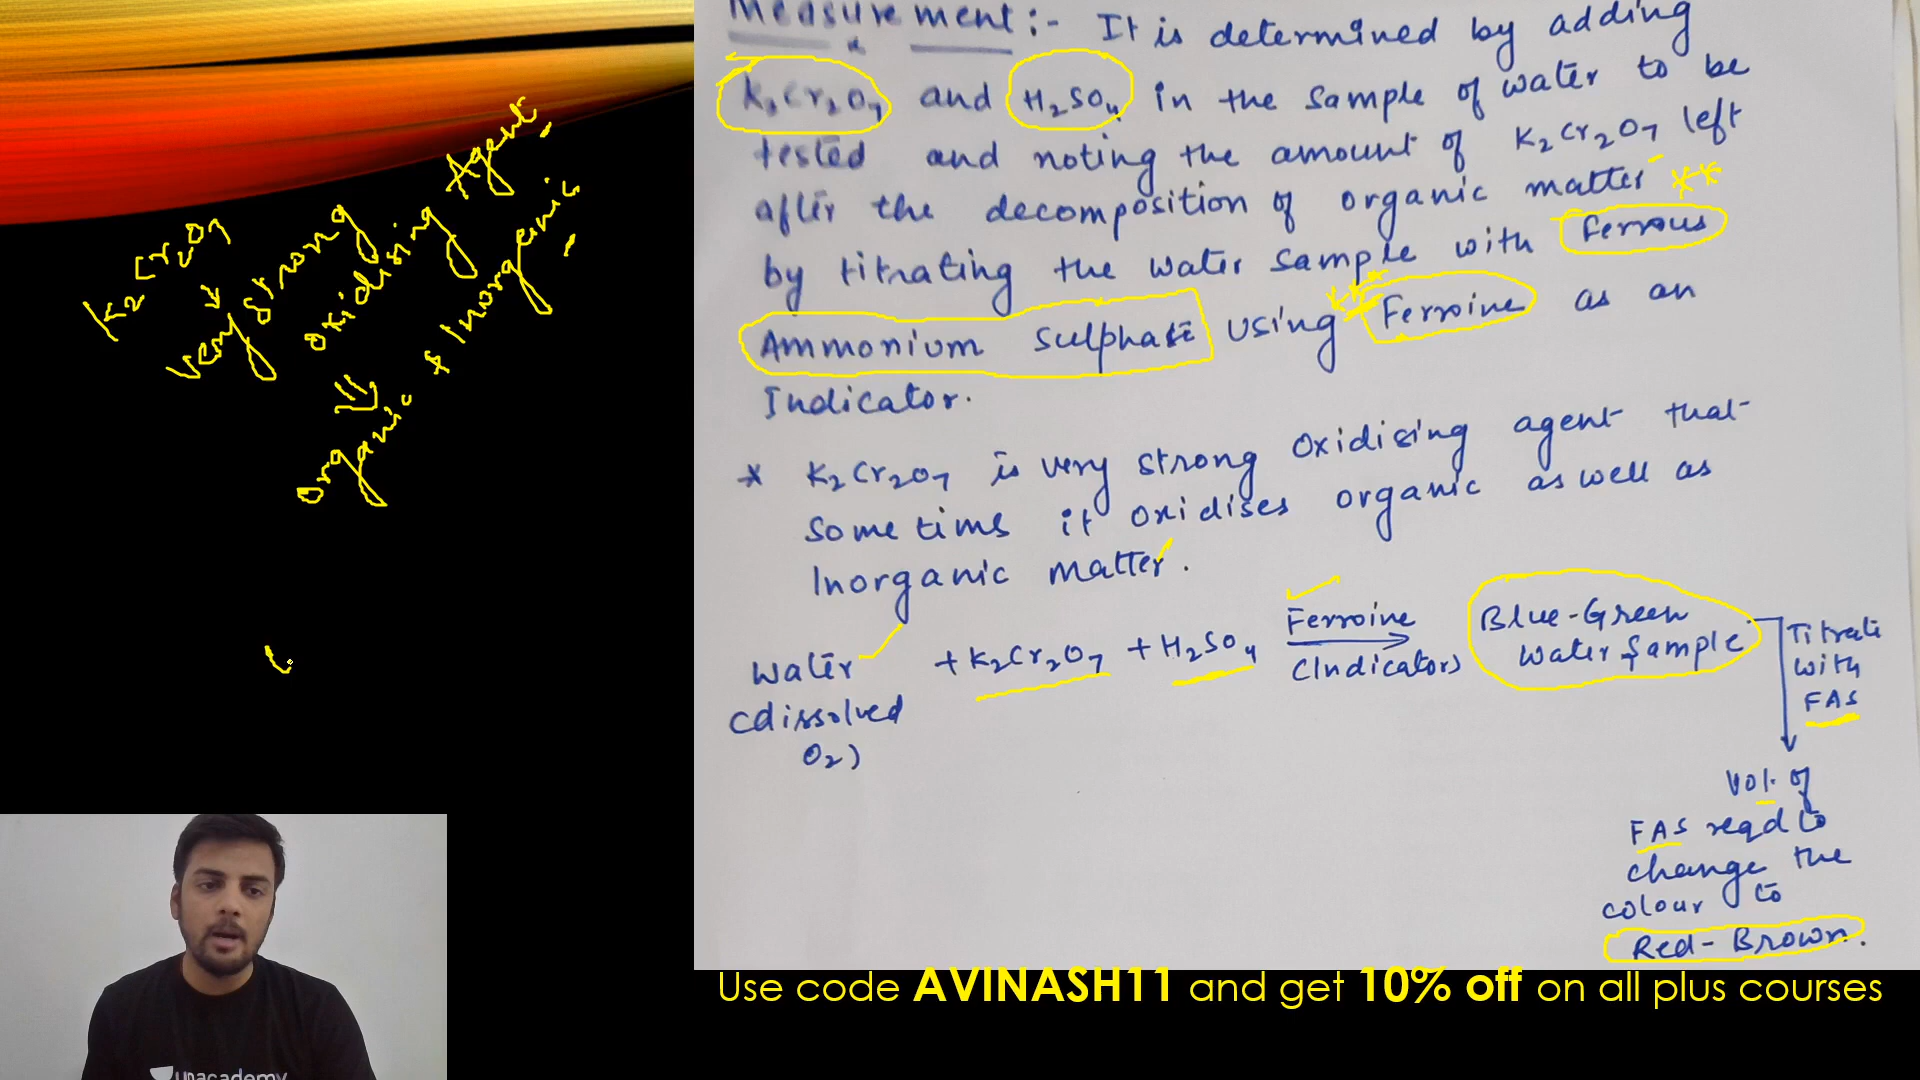 Measurement:- It is determined by adding
K2Cr2O7 and H2SO4 in the sample of water to be
tested and noting the amount of K2Cr2O7 left
after the decomposition of organic matter **
by titrating the water sample with Ferrous
Ammonium Sulphate using ** Ferroine as an
Indicator.
* K2Cr2O7 is very strong oxidising agent that
sometims it oxidises organic as well as
Inorganic matter.
Water + K2Cr2O7 + H2SO4 Ferroine
(Indicators)
(dissolved
O2)
Blue-Green
Water Sample
Titrate
with
FAS
Vol. of
FAS reqd to
change the
colour to
Red-Brown.
K2Cr2O7
Very Strong
Oxidising Agent
Organic + Inorganic
unacademy
Use code AVINASH11 and get 10% off on all plus courses